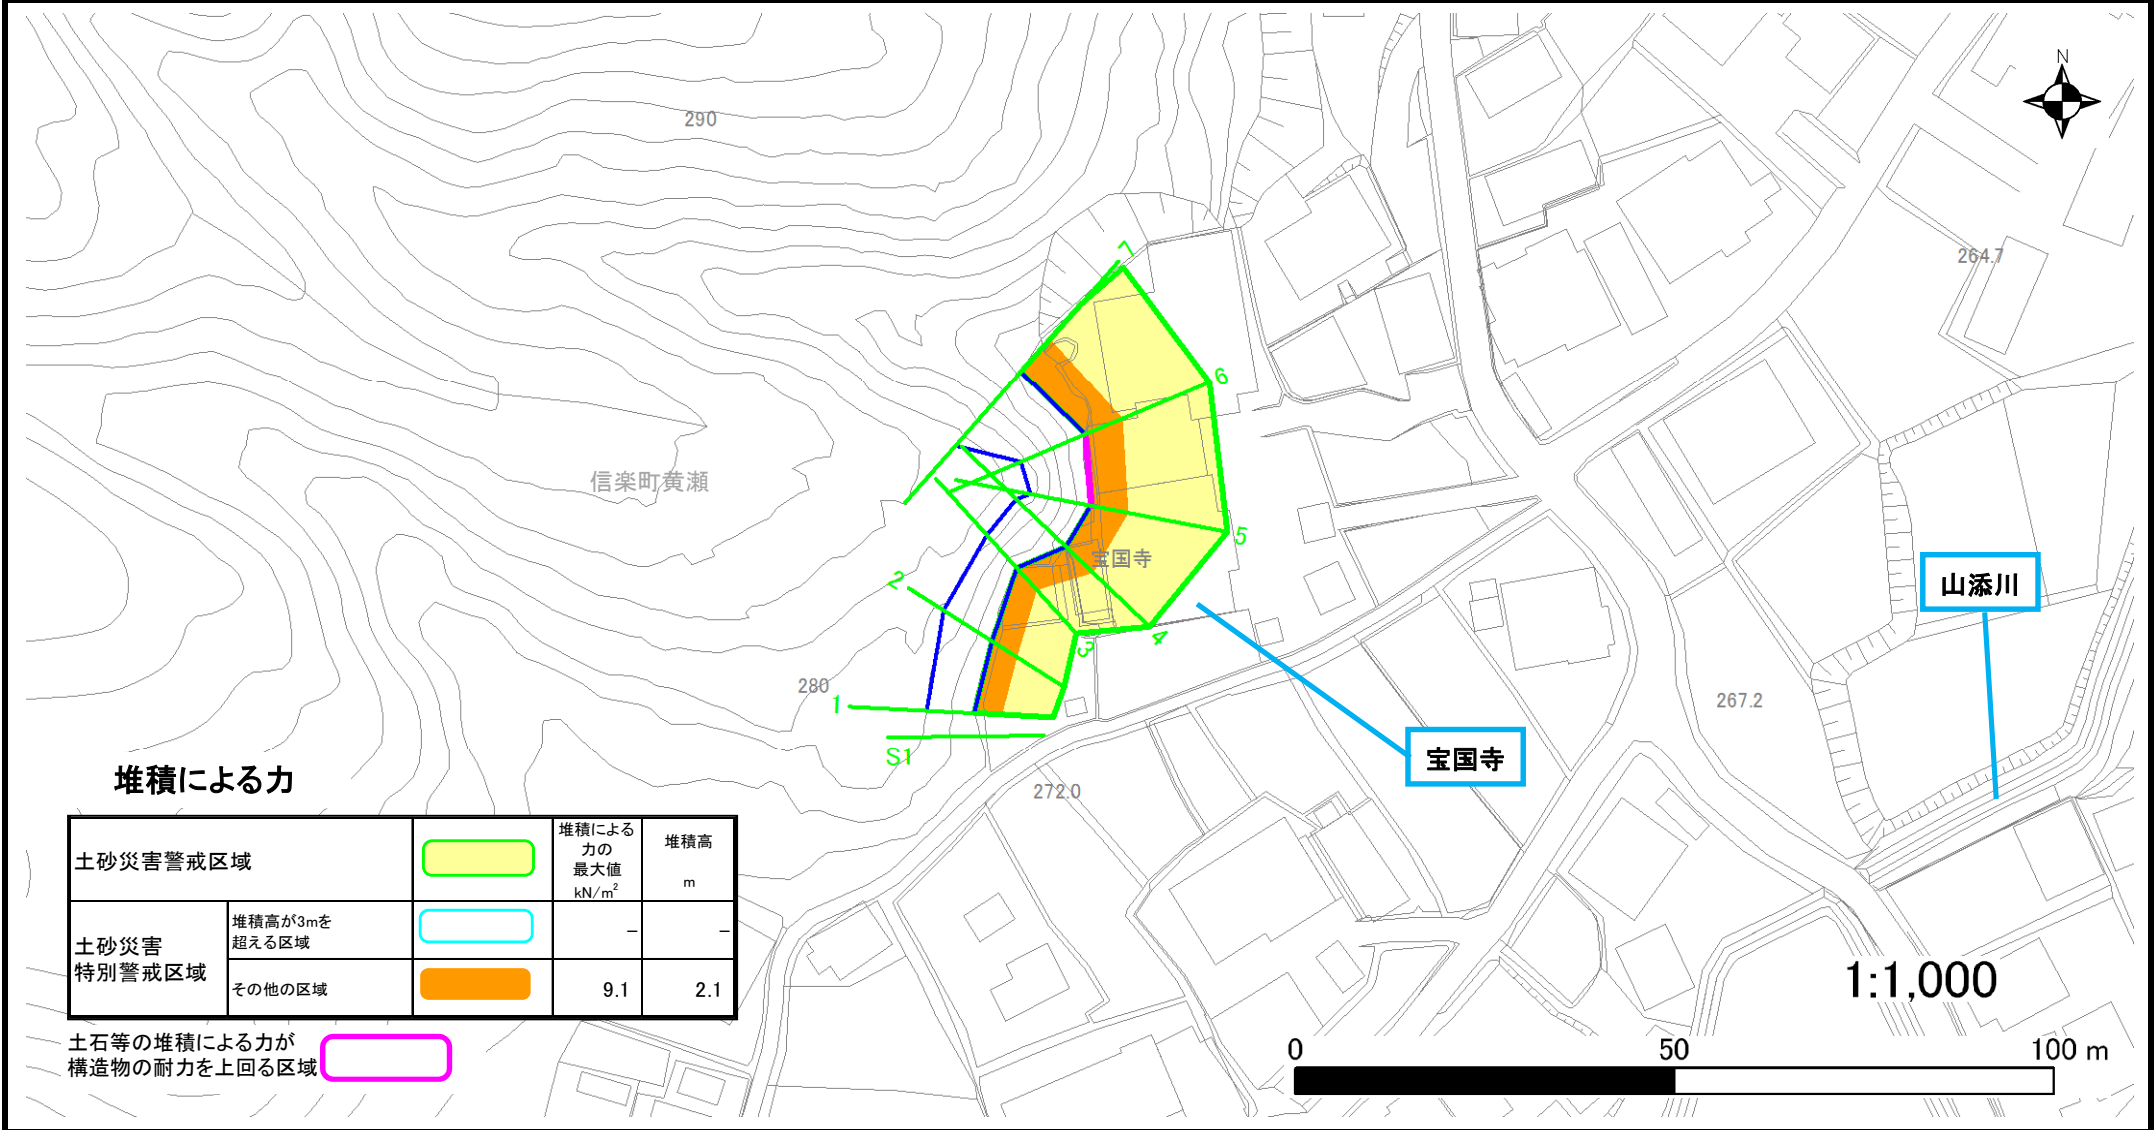 N
290
264.7
7
6
信楽町黄瀬
5
宝国寺
2
山添川
4
3
280
1
267.2
S1
宝国寺
272.0
堆積による力
土砂災害警戒区域
堆積による
力の
最大値
kN/m²
堆積高
m
土砂災害
特別警戒区域
堆積高が3mを
超える区域
-
-
その他の区域
9.1
2.1
土石等の堆積による力が
構造物の耐力を上回る区域
1:1,000
0
50
100 m